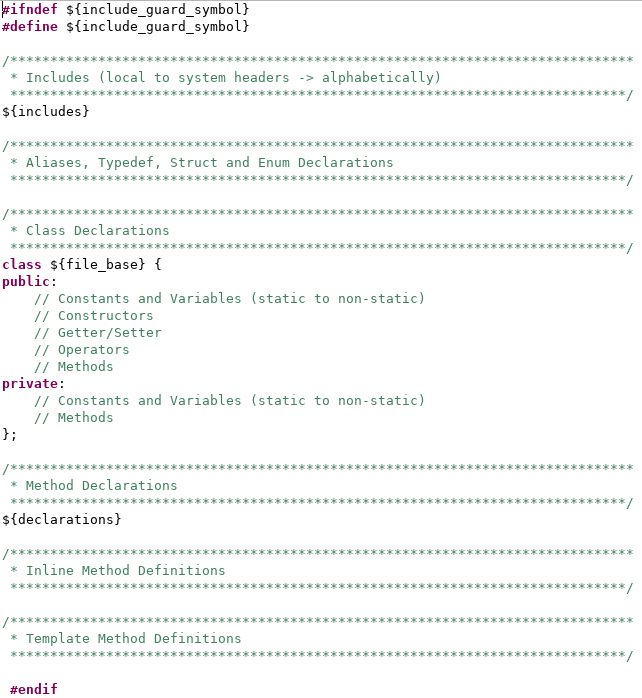 #ifndef ${include_guard_symbol}
#define ${include_guard_symbol}

/******************************************************************************
 * Includes (local to system headers -> alphabetically)
 *****************************************************************************/
${includes}

/******************************************************************************
 * Aliases, Typedef, Struct and Enum Declarations
 *****************************************************************************/

/******************************************************************************
 * Class Declarations
 *****************************************************************************/
class ${file_base} {
public:
    // Constants and Variables (static to non-static)
    // Constructors
    // Getter/Setter
    // Operators
    // Methods
private:
    // Constants and Variables (static to non-static)
    // Methods
};

/******************************************************************************
 * Method Declarations
 *****************************************************************************/
${declarations}

/******************************************************************************
 * Inline Method Definitions
 *****************************************************************************/

/******************************************************************************
 * Template Method Definitions
 *****************************************************************************/

 #endif